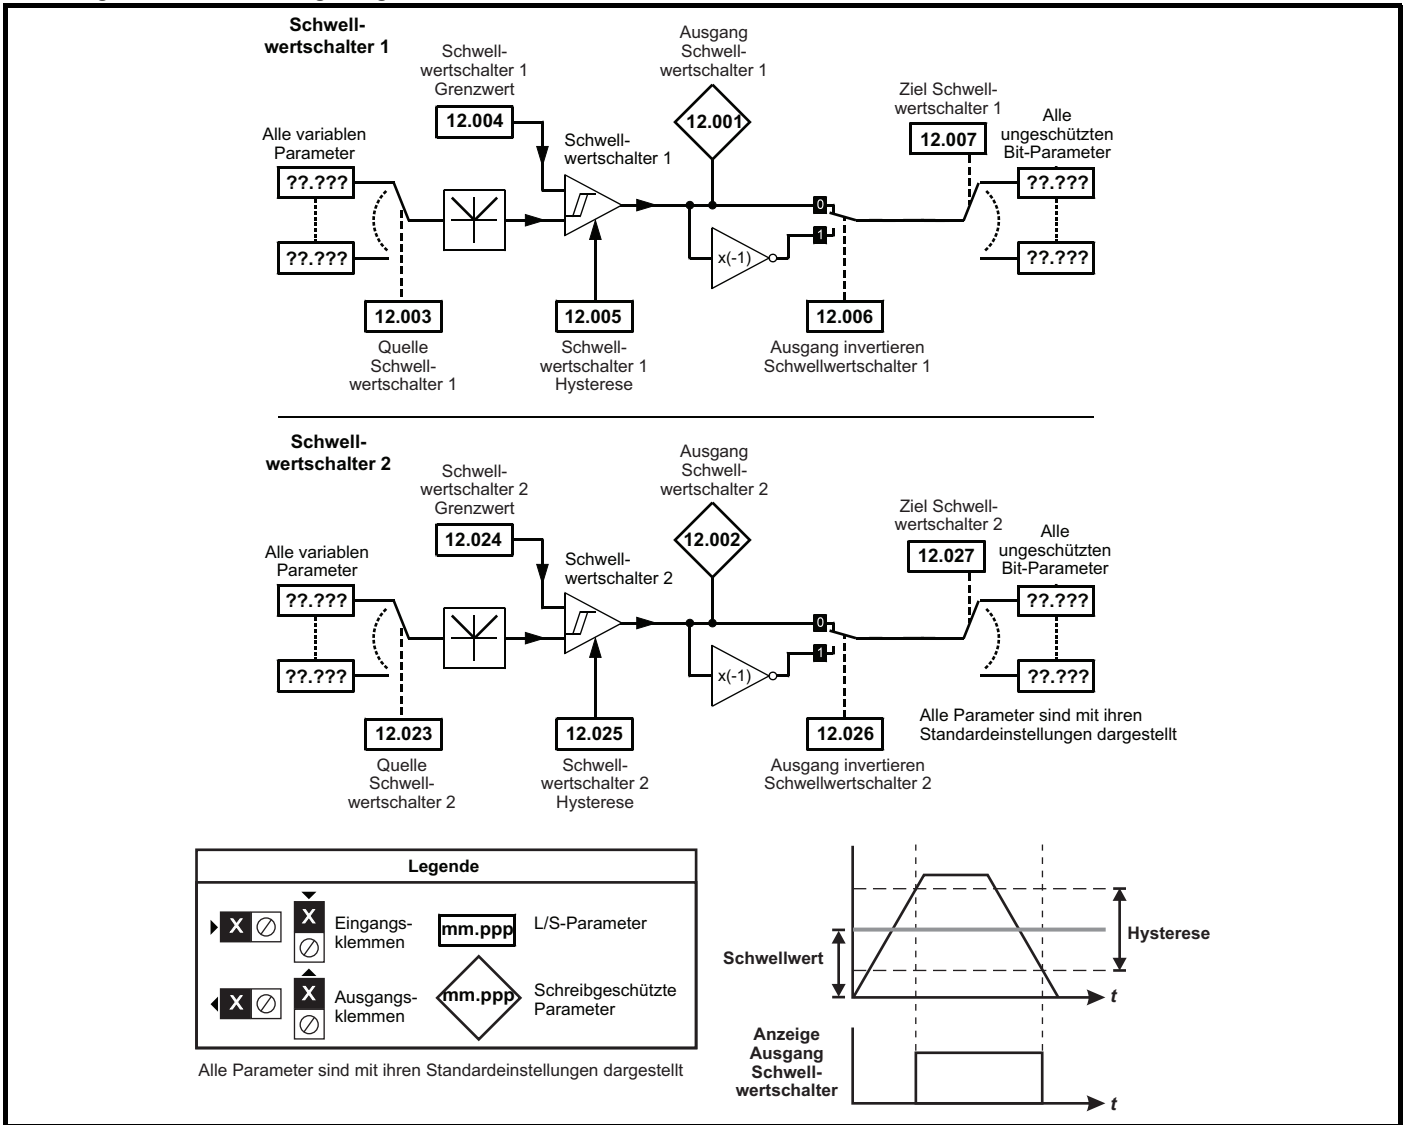 Schwell-
wertschalter 1
Schwell-
wertschalter 1
Grenzwert
12.004
Ausgang
Schwell-
wertschalter 1
12.001
Ziel Schwell-
wertschalter 1
12.007
Alle variablen
Parameter
??.???
??.???
Schwell-
wertschalter 1
Alle
ungeschützten
Bit-Parameter
??.???
??.???
0
1
x(-1)
12.003
Quelle
Schwell-
wertschalter 1
12.005
Schwell-
wertschalter 1
Hysterese
12.006
Ausgang invertieren
Schwellwertschalter 1
Schwell-
wertschalter 2
Schwell-
wertschalter 2
Grenzwert
12.024
Ausgang
Schwell-
wertschalter 2
12.002
Ziel Schwell-
wertschalter 2
12.027
Alle variablen
Parameter
??.???
??.???
Schwell-
wertschalter 2
Alle
ungeschützten
Bit-Parameter
??.???
??.???
0
1
x(-1)
12.023
Quelle
Schwell-
wertschalter 2
12.025
Schwell-
wertschalter 2
Hysterese
12.026
Ausgang invertieren
Schwellwertschalter 2
Alle Parameter sind mit ihren
Standardeinstellungen dargestellt
Legende
X
X
Eingangs-
klemmen
mm.ppp
L/S-Parameter
X
X
Ausgangs-
klemmen
mm.ppp
Schreibgeschützte
Parameter
Alle Parameter sind mit ihren Standardeinstellungen dargestellt
Schwellwert
Hysterese
t
Anzeige
Ausgang
Schwell-
wertschalter
t